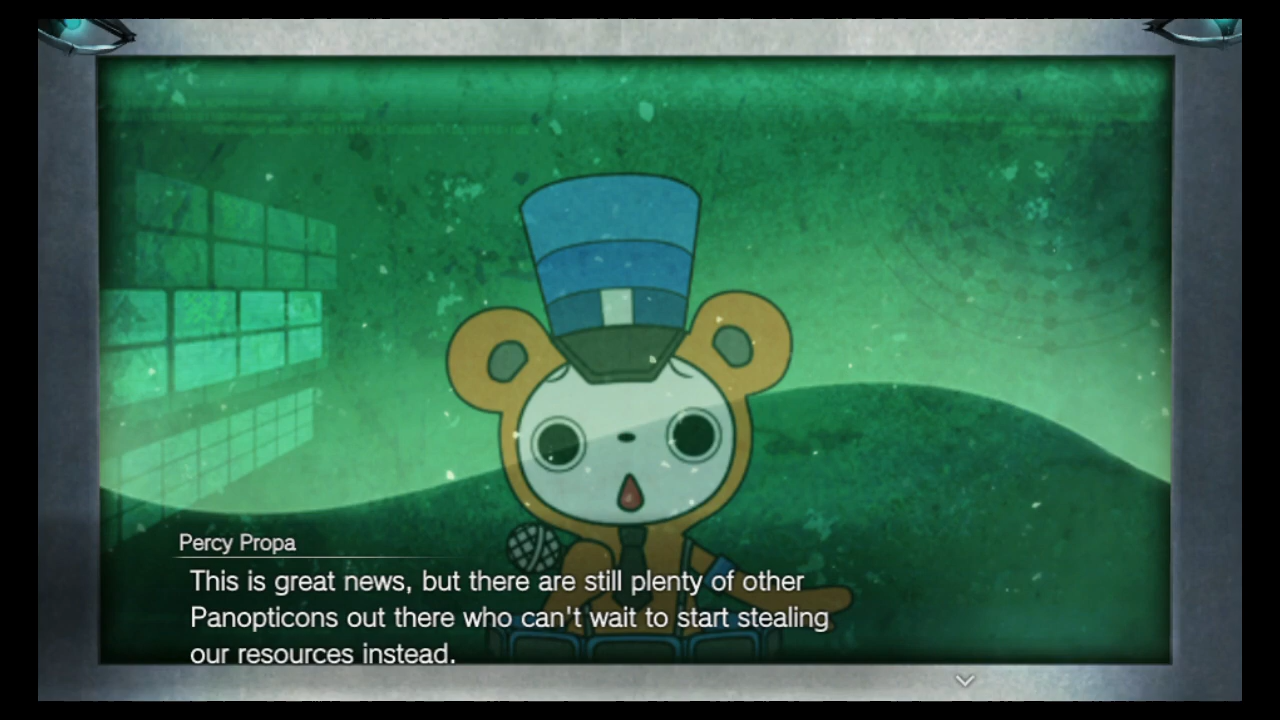 Percy Propa
This is great news, but there are still plenty of other
Panopticons out there who can't wait to start stealing
our resources instead.